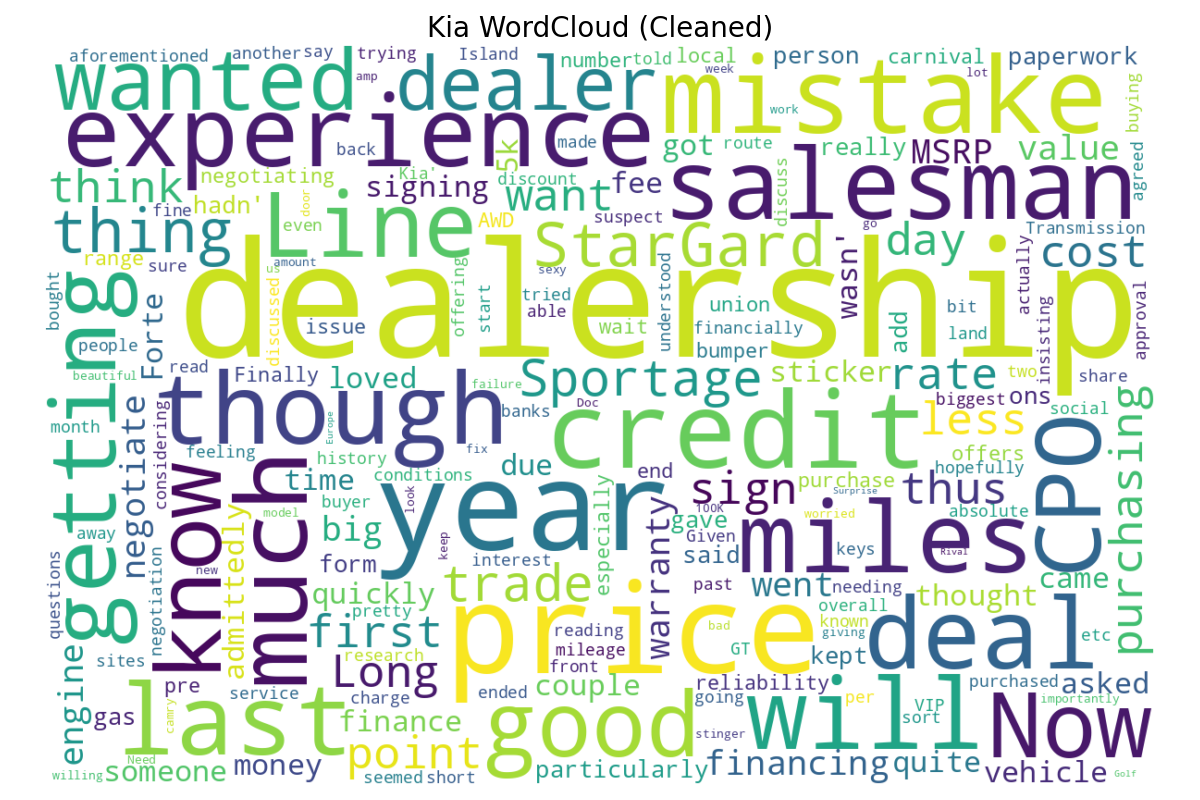 Kia WordCloud (Cleaned)
aforementioned another say trying Island number told local person carnival paperwork
wanted dealer mistake
amp week lot work buying
experience
back made got route really MSRP value
5k
think negotiating Kia' discount
signing want fee salesman
agreed
discuss
hadn' door fine even AWD suspect go
thing Line StarGard day Transmission cost
range sure amount us sexy
dealership
wasn'
actually
bought
getting
Forte
discussed
offering
start
tried
able
understood
union
bit
add
land
insisting
approval
issue wait financially
people bumper
beautiful read Finally loved failure Sportage sticker rate two share
Doc biggest ons
though banks credit less social
month
negotiate
considering
feeling
Europe
fix
history conditions time due end
offers hopefully
know much year
look
keep
buyer big model
especially
sign purchase Surprise thus
TOOK worried absolute
miles CPO purchasing
gave Given said keys Rival
away
questions
negotiation
new
admittedly
form interest
quickly trade past went needing came
pretty warranty thought
first reading price bad overall known giving deal etc
mileage
research front GT kept
sites
engine
pre Long
service charge ended couple reliability purchased asked
going per VIP importantly
gas last camry finance good sort will Now
stinger
point
Need
willing someone money seemed short particularly financing quite vehicle Golf